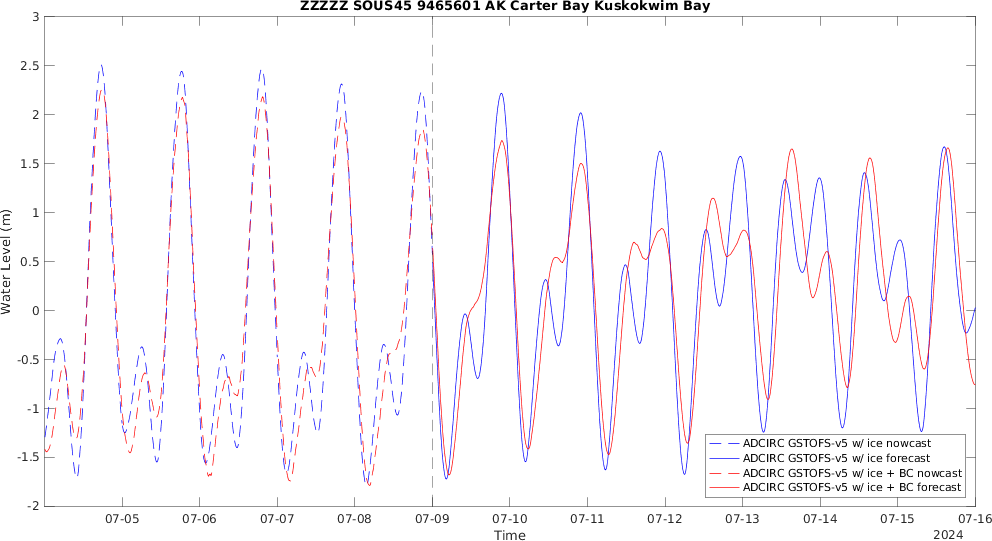 ZZZZZ SOUS45 9465601 AK Carter Bay Kuskokwim Bay
Water Level (m)
3
2.5
2
1.5
1
0.5
0
-0.5
-1
-1.5
-2
ADCIRC GSTOFS-v5 w/ ice nowcast
ADCIRC GSTOFS-v5 w/ ice forecast
ADCIRC GSTOFS-v5 w/ ice + BC nowcast
ADCIRC GSTOFS-v5 w/ ice + BC forecast
07-05 07-06 07-07 07-08 07-09 07-10 07-11 07-12 07-13 07-14 07-15 07-16
Time
2024